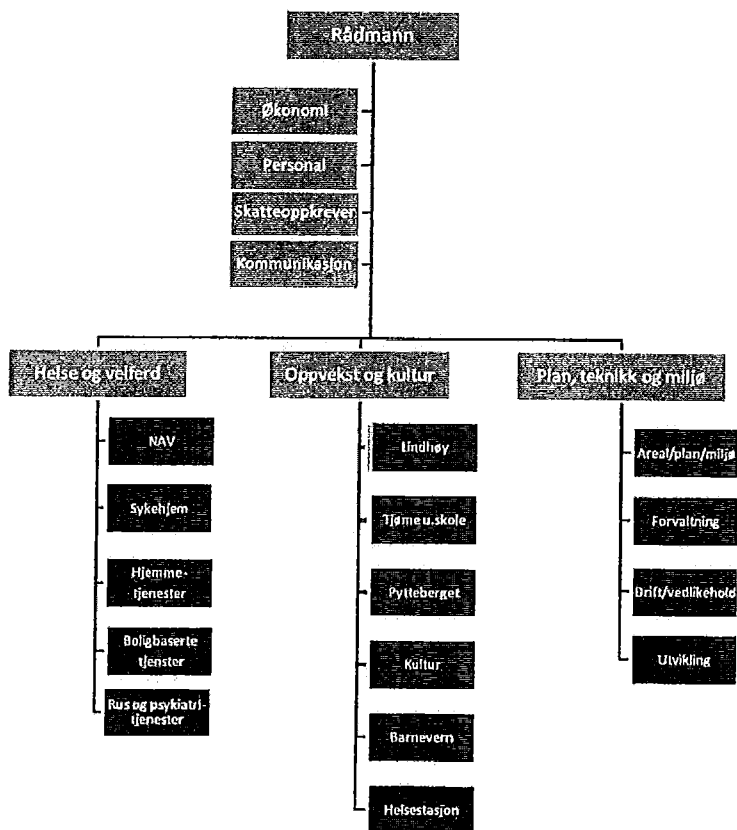 Rådmann
Økonomi
Personal
Skatteoppkrever
Kommunikasjon
Helse og velferd
NAV
Sykehjem
Hjemme-
tjenester
Boligbaserte
tjenster
Rus og psykiatri-
tjenester
Oppvekst og kultur
Lindhøy
Tjøme u.skole
Pytteberget
Kultur
Barnevern
Helsestasjon
Plan, teknikk og miljø
Areal/plan/miljø
Forvaltning
Drift/vedlikehold
Utvikling